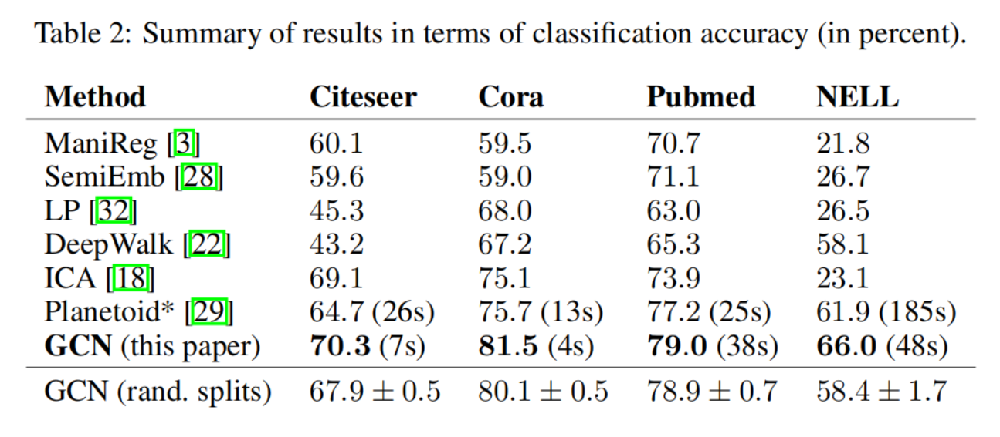 Table 2: Summary of results in terms of classification accuracy (in percent).
Method Citeseer Cora Pubmed NELL
ManiReg [3] 60.1 59.5 70.7 21.8
SemiEmb [28] 59.6 59.0 71.1 26.7
LP [32] 45.3 68.0 63.0 26.5
DeepWalk [22] 43.2 67.2 65.3 58.1
ICA [18] 69.1 75.1 73.9 23.1
Planetoid* [29] 64.7 (26s) 75.7 (13s) 77.2 (25s) 61.9 (185s)
GCN (this paper) 70.3 (7s) 81.5 (4s) 79.0 (38s) 66.0 (48s)
GCN (rand. splits) 67.9 ± 0.5 80.1 ± 0.5 78.9 ± 0.7 58.4 ± 1.7